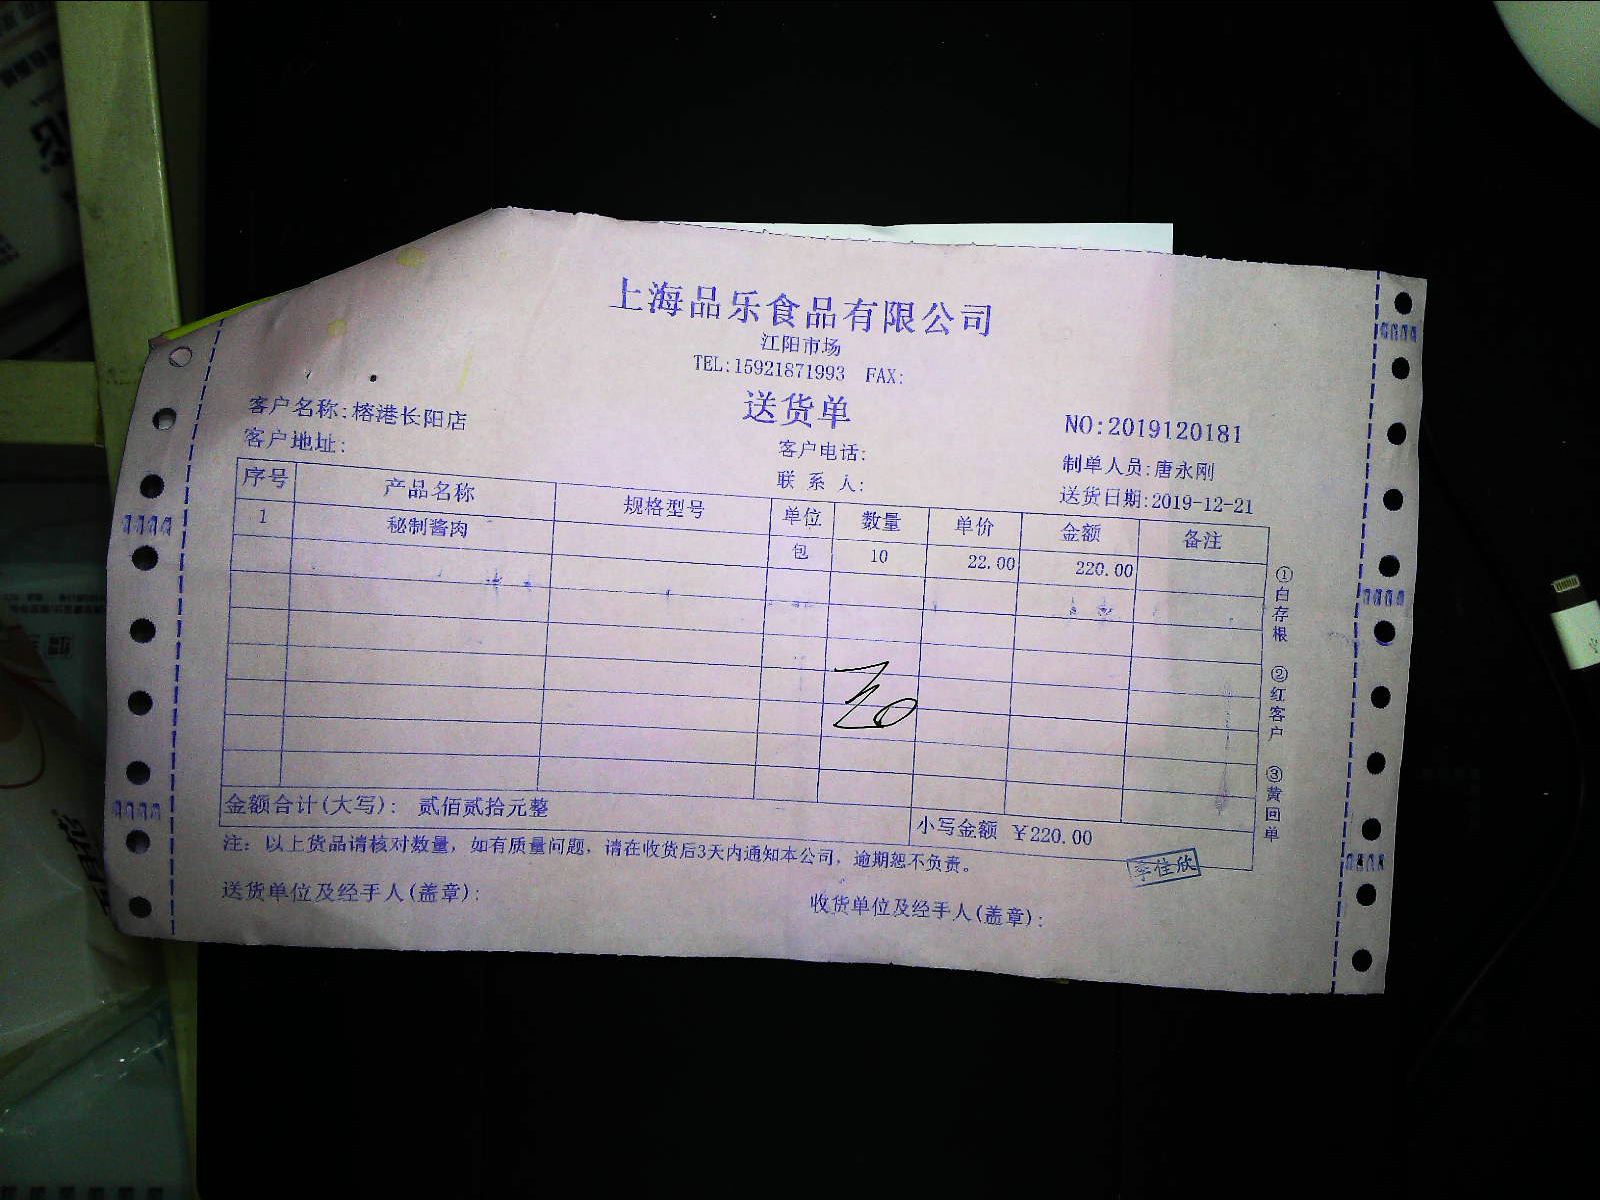 上海品乐食品有限公司
江阳市场
TEL:15921871993 FAX:
送货单
客户名称:榕港长阳店
NO:2019120181
客户地址:
客户电话:
制单人员:唐永刚
联系人:
送货日期:2019-12-21
序号 产品名称 规格型号 单位 数量 单价 金额 备注
1 秘制酱肉 包 10 22.00 220.00
金额合计(大写): 贰佰贰拾元整
小写金额 ¥220.00
注: 以上货品请核对数量，如有质量问题，请在收货后3天内通知本公司，逾期恕不负责。
李佳欣
送货单位及经手人(盖章):
收货单位及经手人(盖章):
①白存根 ②红客户 ③黄回单